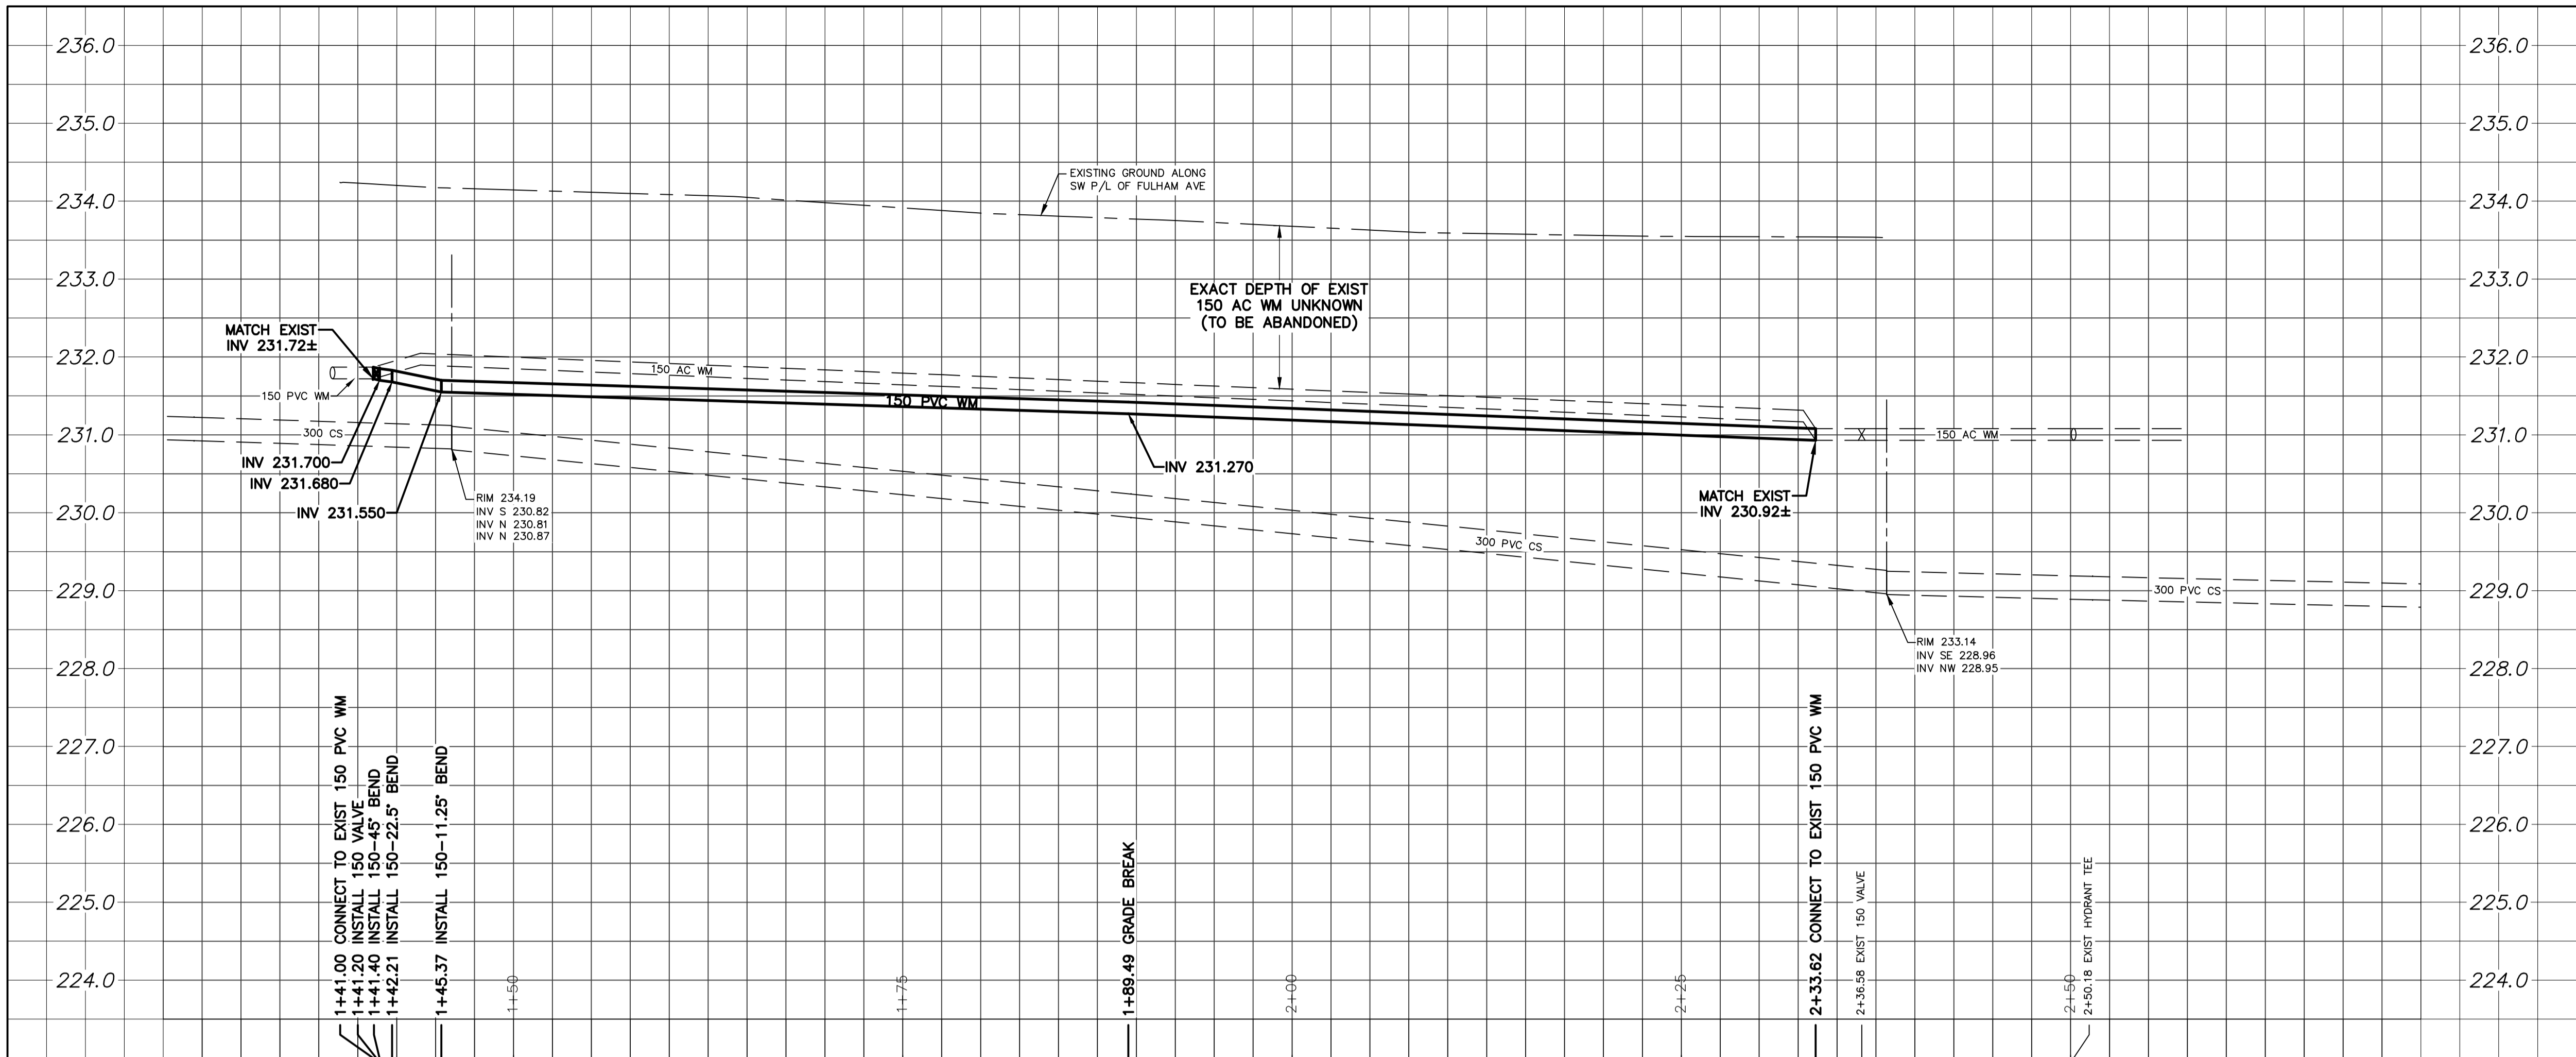 236.0
236.0
235.0
235.0
EXISTING GROUND ALONG
SW P/L OF FULHAM AVE
234.0
234.0
233.0
233.0
EXACT DEPTH OF EXIST
150 AC WM UNKNOWN
(TO BE ABANDONED)
MATCH EXIST
INV 231.72±
232.0
232.0
150 AC WM
150 PVC WM
150 PVC WM
231.0
300 CS
150 AC WM
231.0
INV 231.700
INV 231.680
INV 231.550
INV 231.270
RIM 234.19
INV S 230.82
INV N 230.81
INV N 230.87
MATCH EXIST
INV 230.92±
230.0
230.0
300 PVC CS
229.0
300 PVC CS
229.0
RIM 233.14
INV SE 228.96
INV NW 228.95
228.0
228.0
227.0
227.0
226.0
226.0
225.0
225.0
224.0
224.0
1+41.00 CONNECT TO EXIST 150 PVC WM
1+41.20 INSTALL 150 VALVE
1+41.40 INSTALL 150-45° BEND
1+42.21 INSTALL 150-22.5° BEND
1+45.37 INSTALL 150-11.25° BEND
1+50
1+75
1+89.49 GRADE BREAK
2+00
2+25
2+33.62 CONNECT TO EXIST 150 PVC WM
2+36.58 EXIST 150 VALVE
2+50
2+50.18 EXIST HYDRANT TEE